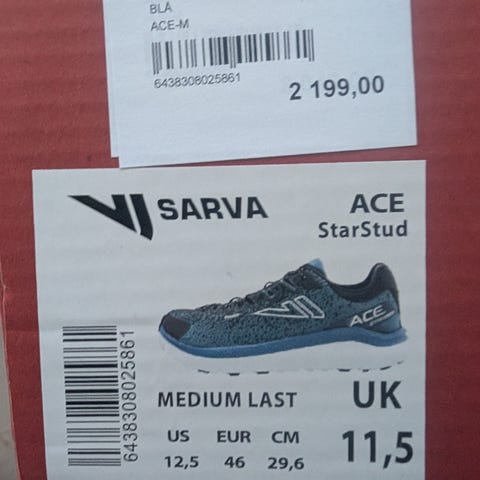 BLÅ
ACE-M
6438308025861
2 199,00
VJ SARVA
ACE
StarStud
ACE
6438308025861
MEDIUM LAST
UK
US EUR CM
12,5 46 29,6
11,5